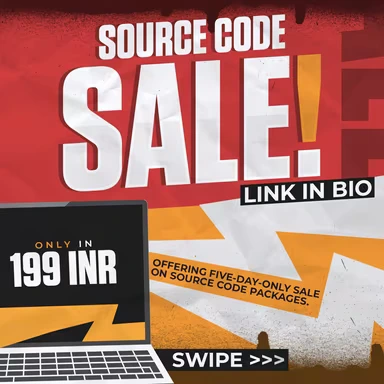 SOURCE CODE
SALE!
LINK IN BIO
ONLY IN
199 INR
OFFERING FIVE-DAY-ONLY SALE
ON SOURCE CODE PACKAGES.
SWIPE >>>